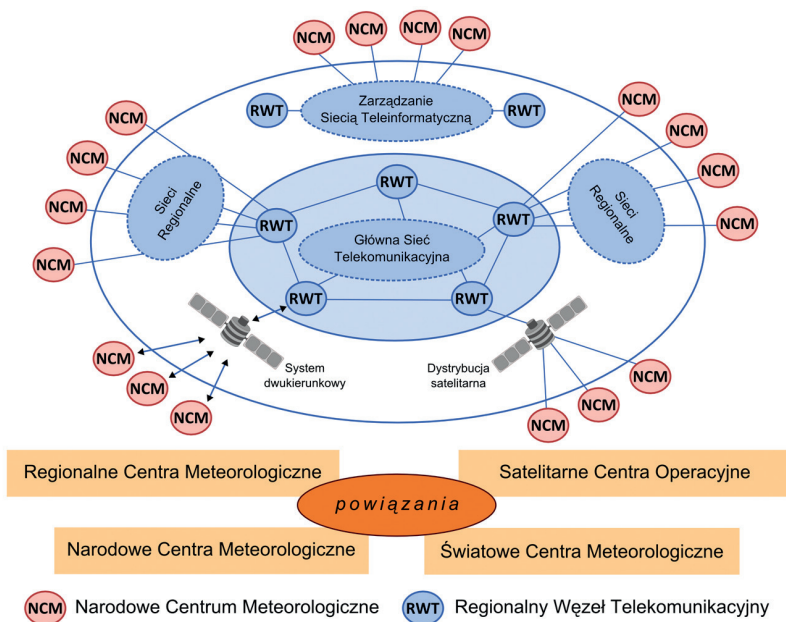 NCM
NCM
NCM
NCM
RWT
Zarządzanie
Siecią Teleinformatyczną
RWT
NCM
NCM
NCM
NCM
NCM
Sieci
Regionalne
RWT
RWT
RWT
Główna Sieć
Telekomunikacyjna
RWT
RWT
Sieci
Regionalne
NCM
NCM
NCM
NCM
System
dwukierunkowy
Dystrybucja
satelitarna
NCM
NCM
NCM
NCM
NCM
NCM
Regionalne Centra Meteorologiczne
Satelitarne Centra Operacyjne
powiązania
Narodowe Centra Meteorologiczne
Światowe Centra Meteorologiczne
NCM Narodowe Centrum Meteorologiczne
RWT Regionalny Węzeł Telekomunikacyjny